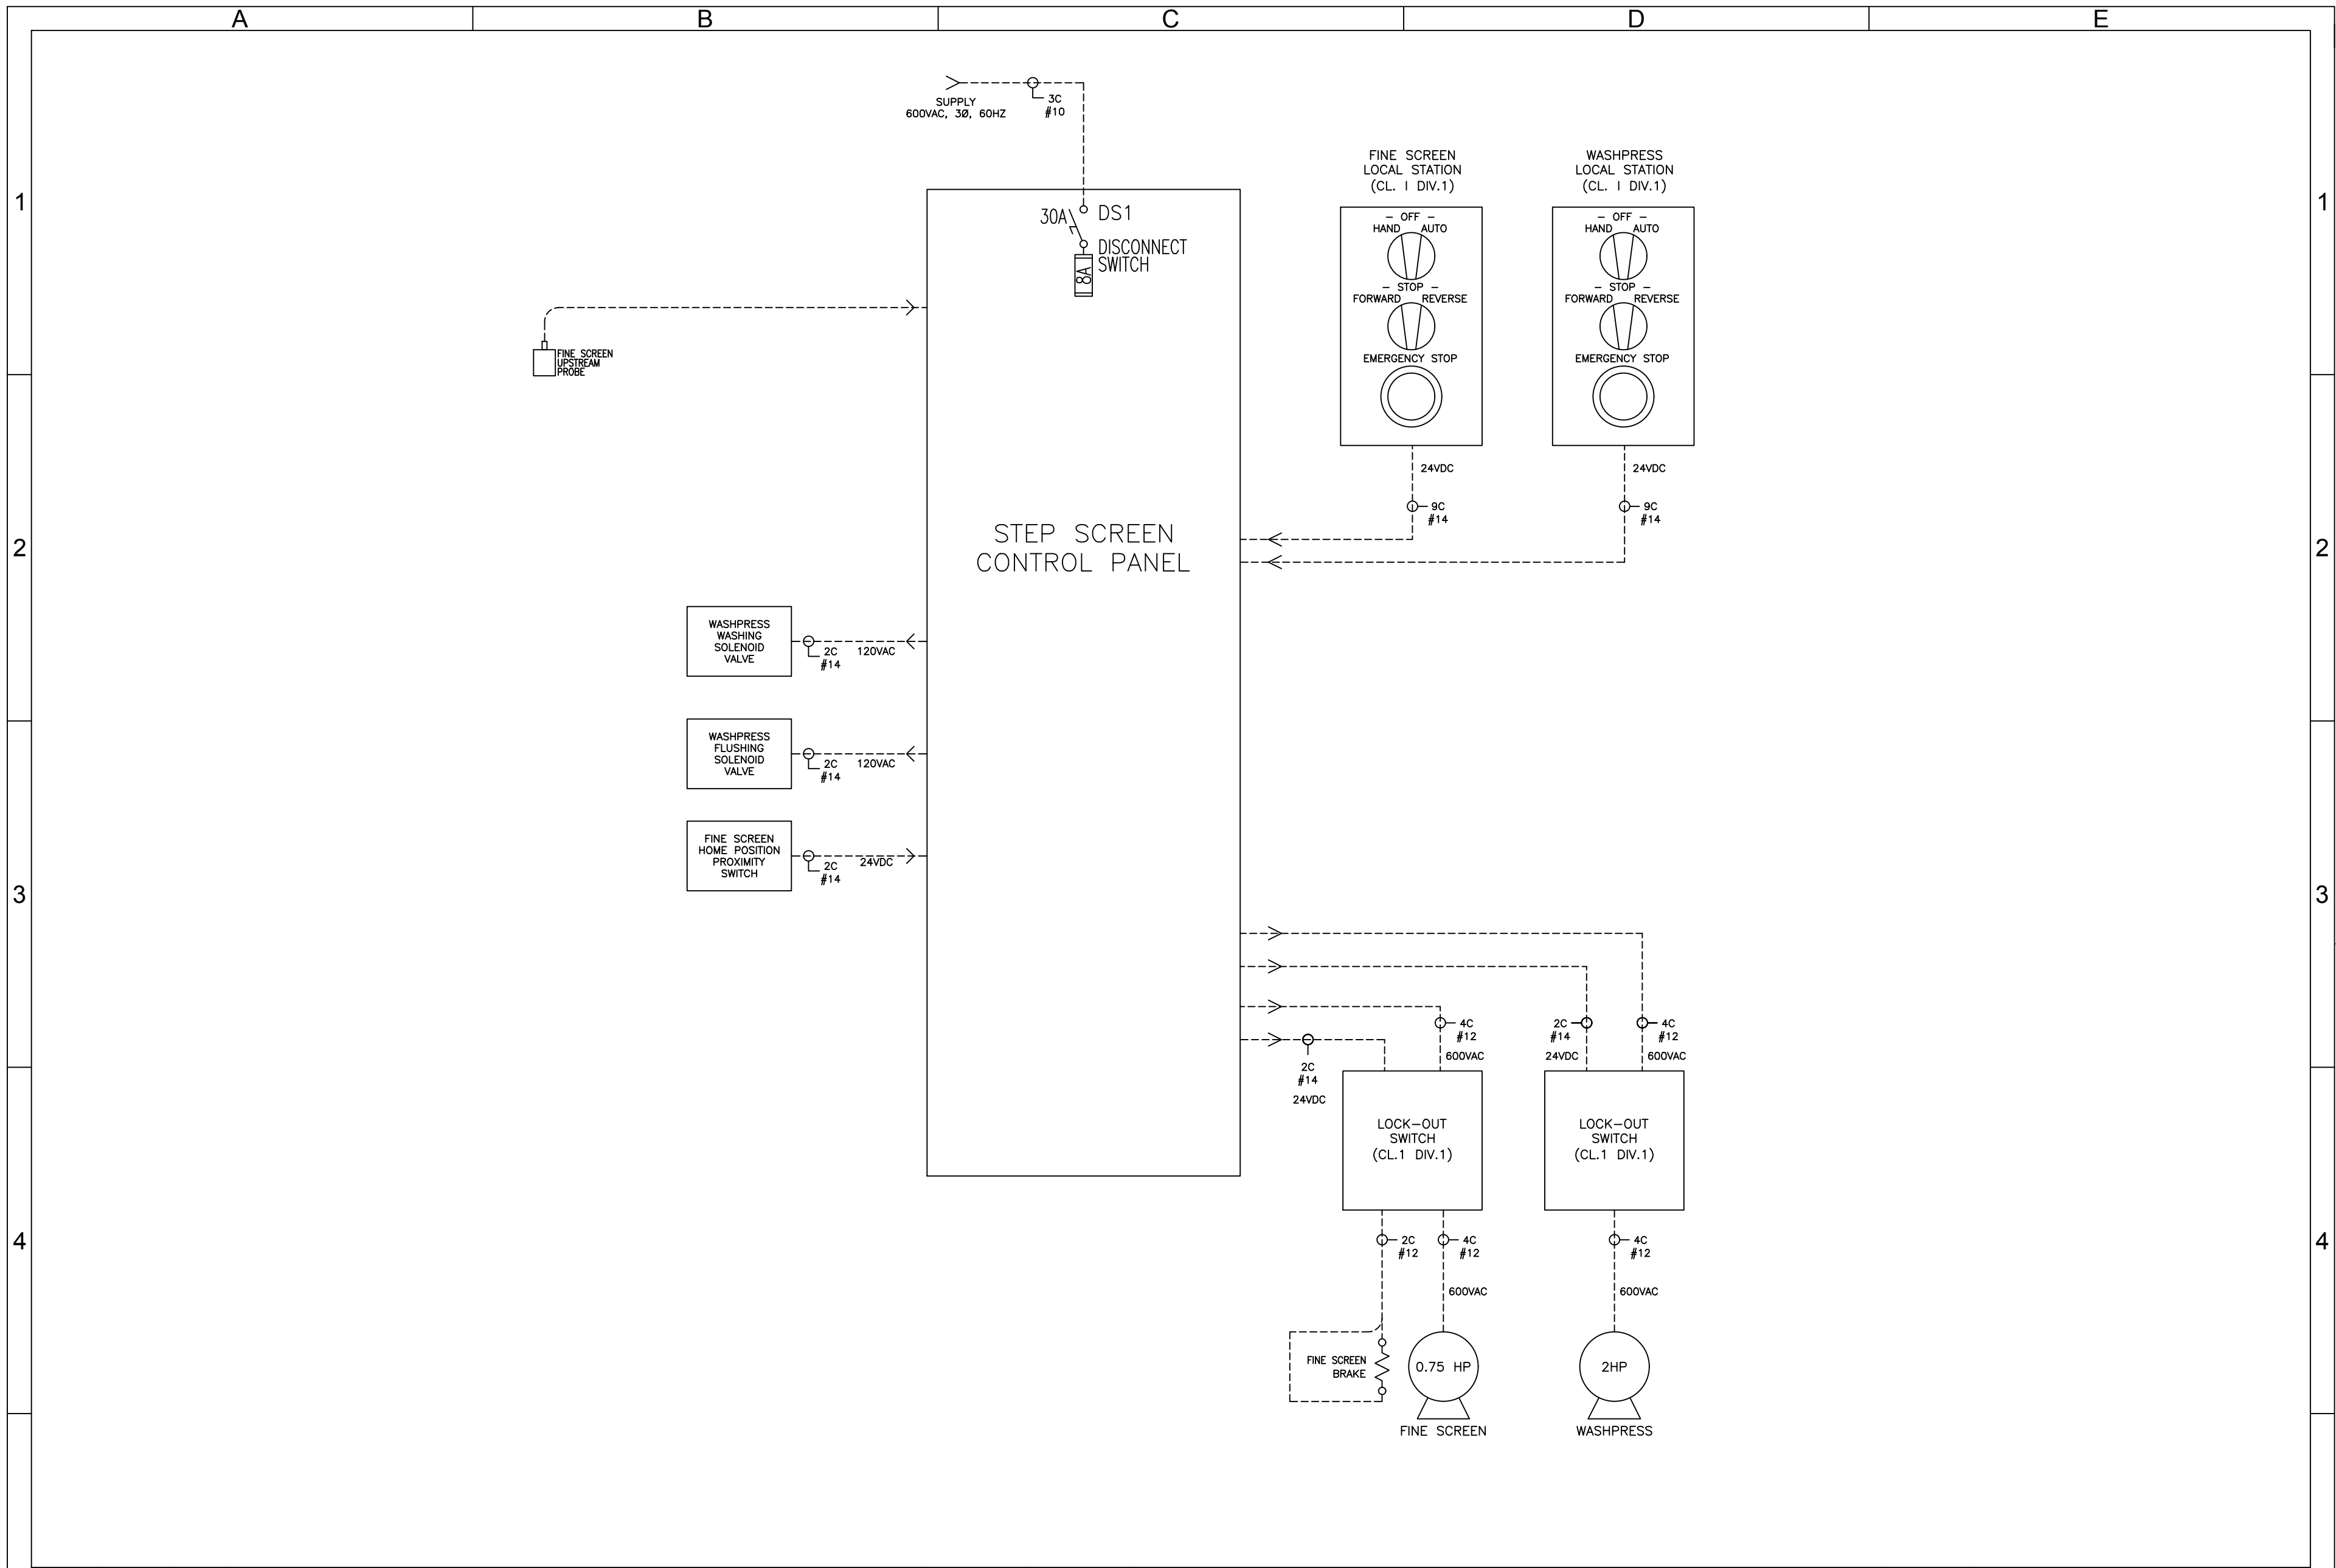 A
B
C
D
E
1
1
2
2
3
3
4
4
SUPPLY
600VAC, 3Ø, 60HZ
3C
#10
30A
DS1
DISCONNECT
SWITCH
8A
FINE SCREEN
UPSTREAM
PROBE
STEP SCREEN
CONTROL PANEL
FINE SCREEN
LOCAL STATION
(CL. I DIV.1)
– OFF –
HAND AUTO
– STOP –
FORWARD REVERSE
EMERGENCY STOP
24VDC
9C
#14
WASHPRESS
LOCAL STATION
(CL. I DIV.1)
– OFF –
HAND AUTO
– STOP –
FORWARD REVERSE
EMERGENCY STOP
24VDC
9C
#14
WASHPRESS
WASHING
SOLENOID
VALVE
2C
#14
120VAC
WASHPRESS
FLUSHING
SOLENOID
VALVE
2C
#14
120VAC
FINE SCREEN
HOME POSITION
PROXIMITY
SWITCH
2C
#14
24VDC
2C
#14
24VDC
4C
#12
600VAC
2C
#14
24VDC
4C
#12
600VAC
LOCK-OUT
SWITCH
(CL.1 DIV.1)
LOCK-OUT
SWITCH
(CL.1 DIV.1)
2C
#12
4C
#12
600VAC
4C
#12
600VAC
FINE SCREEN
BRAKE
0.75 HP
FINE SCREEN
2HP
WASHPRESS